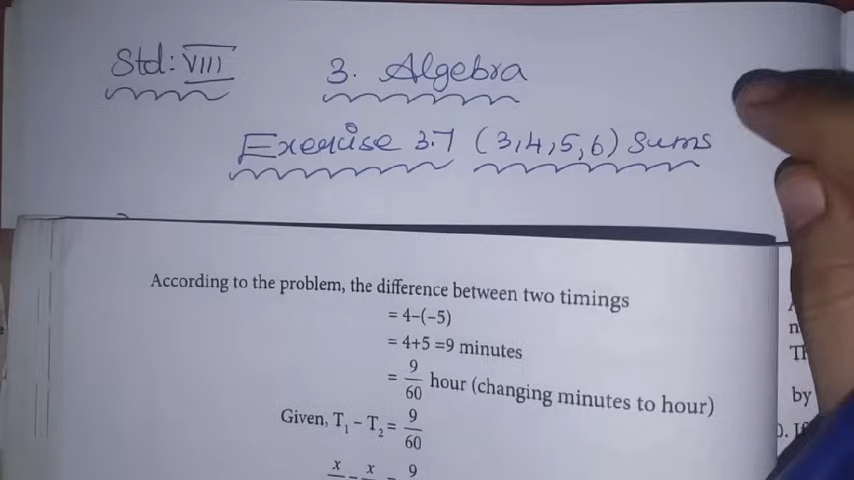 Std: VIII
3. Algebra
Exercise 3.7 (3,4,5,6) Sums
According to the problem, the difference between two timings
= 4–(–5)
= 4+5 =9 minutes
= 9/60 hour (changing minutes to hour)
Given, T₁ – T₂ = 9/60
x – x = 9
by